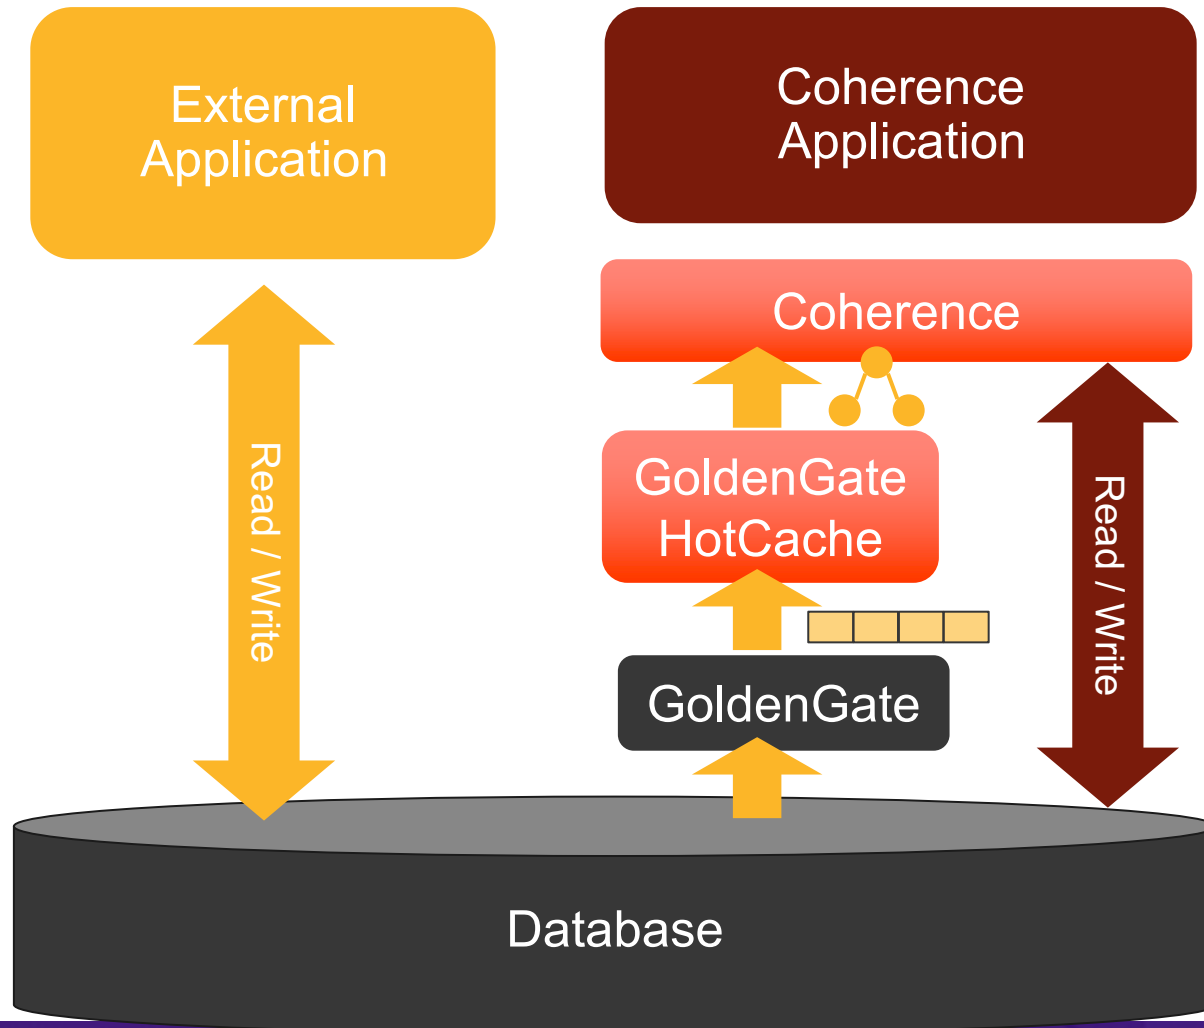 External
Application
Coherence
Application
Coherence
GoldenGate
HotCache
Read / Write
Read / Write
GoldenGate
Database